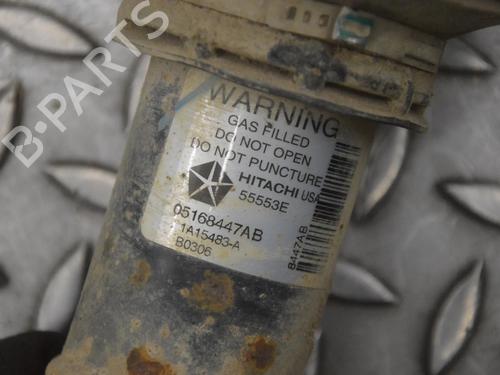 B-PARTS
WARNING
GAS FILLED
DO NOT OPEN
DO NOT PUNCTURE
HITACHI USA
55553E
05168447AB
1A15483-A
B0306
8447AB